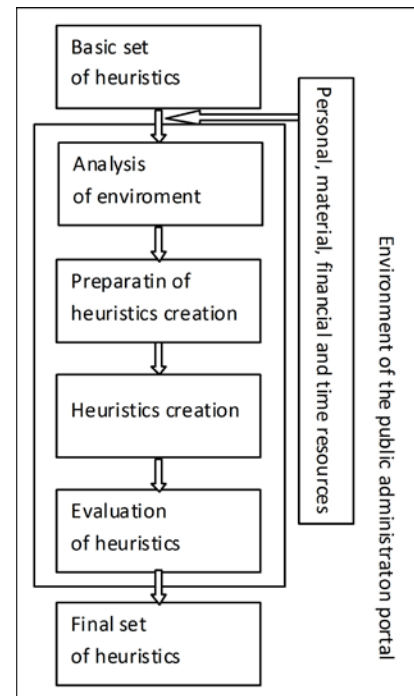 Basic set
of heuristics
Analysis
of enviroment
Preparatin of
heuristics creation
Heuristics creation
Evaluation
of heuristics
Final set
of heuristics
Personal, material, financial and time resources
Environment of the public administraton portal